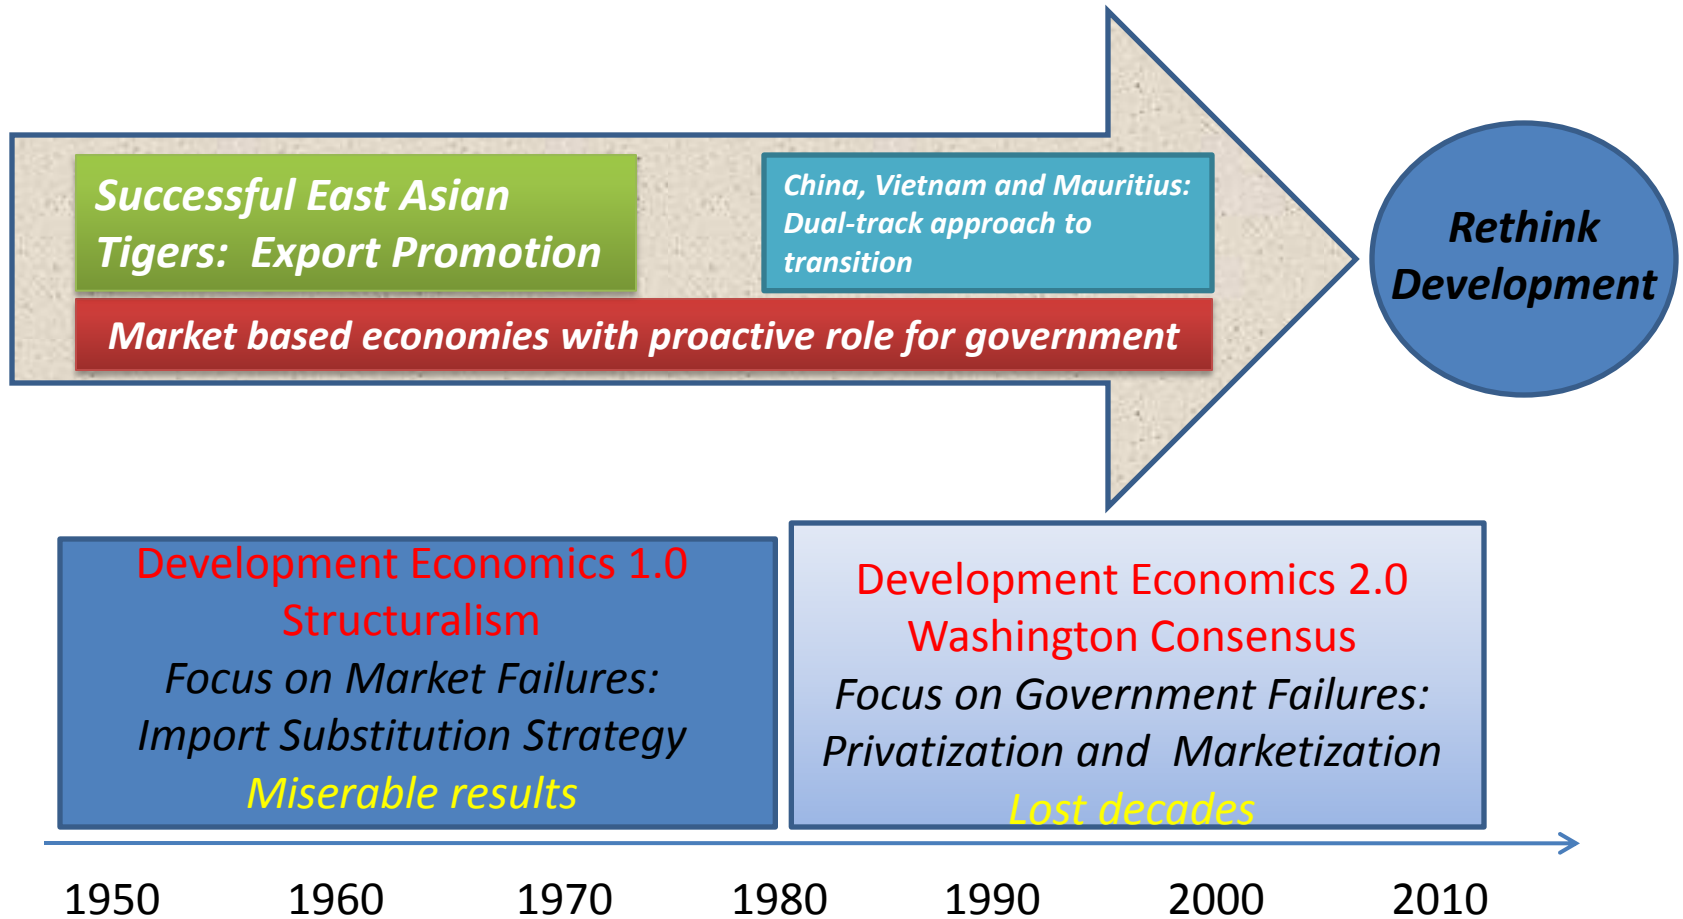 Successful East Asian
Tigers:  Export Promotion
China, Vietnam and Mauritius:
Dual-track approach to
transition
Market based economies with proactive role for government
Rethink
Development
Development Economics 1.0
Structuralism
Focus on Market Failures:
Import Substitution Strategy
Miserable results
Development Economics 2.0
Washington Consensus
Focus on Government Failures:
Privatization and  Marketization
Lost decades
1950 1960 1970 1980 1990 2000 2010